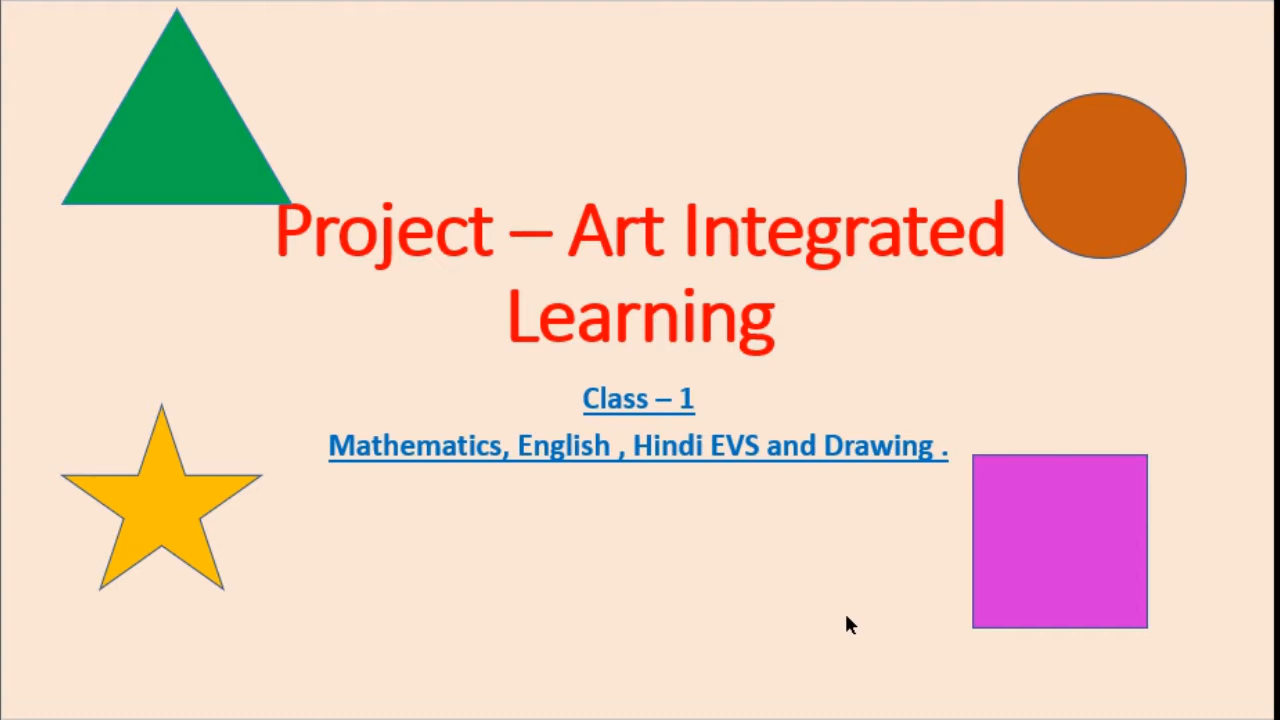 Project – Art Integrated
Learning
Class – 1
Mathematics, English , Hindi EVS and Drawing .